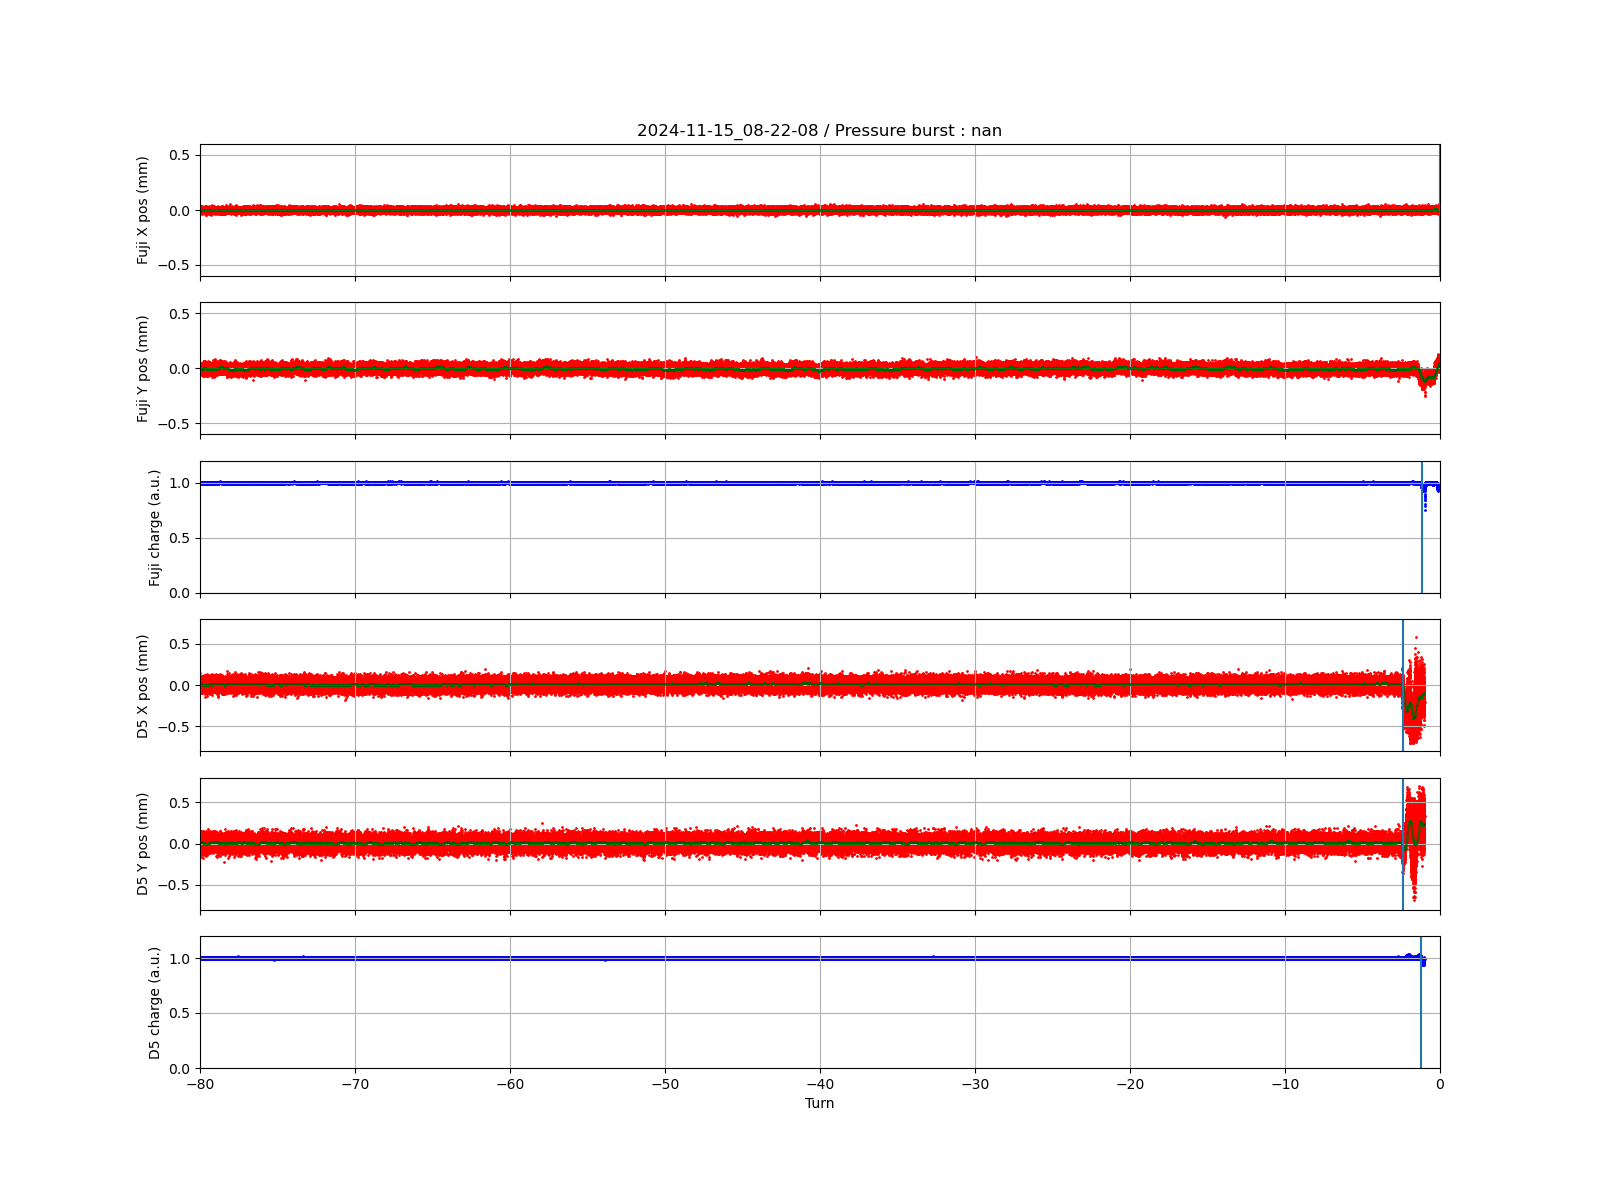 2024-11-15_08-22-08 / Pressure burst : nan
0.5
0.0
−0.5
Fuji X pos (mm)
0.5
0.0
−0.5
Fuji Y pos (mm)
1.0
0.5
0.0
Fuji charge (a.u.)
0.5
0.0
−0.5
D5 X pos (mm)
0.5
0.0
−0.5
D5 Y pos (mm)
1.0
0.5
0.0
D5 charge (a.u.)
−80 −70 −60 −50 −40 −30 −20 −10 0
Turn